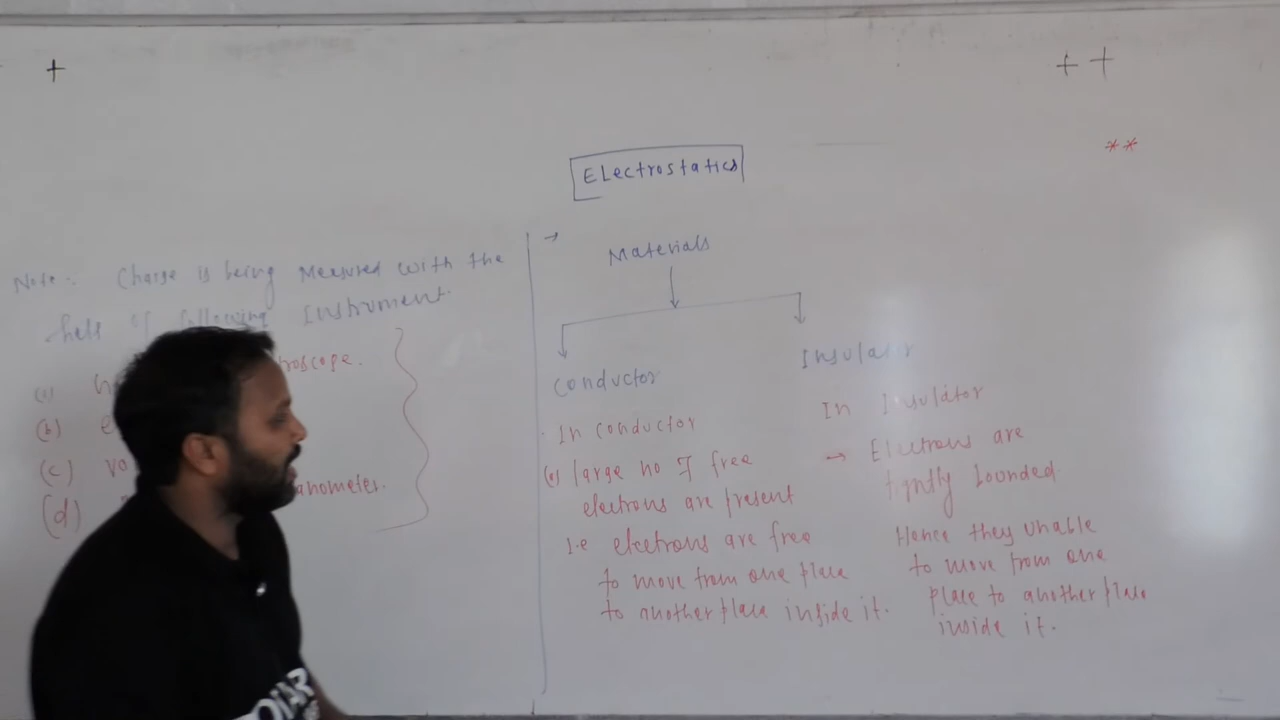 +
+ +
**
Electrostatics
Note:- Charge is being Measured with the
help of following Instrument.
(a) roscope.
(b)
(c) vo
(d) anometer.
→ Materials
Conductor
In conductor
(a) large no of free
electrons are present
i.e electrons are free
to move from one place
to another place inside it.
Insulator
In Insulator
→ Electrons are
tightly bounded
Hence they unable
to move from one
place to another place
inside it.